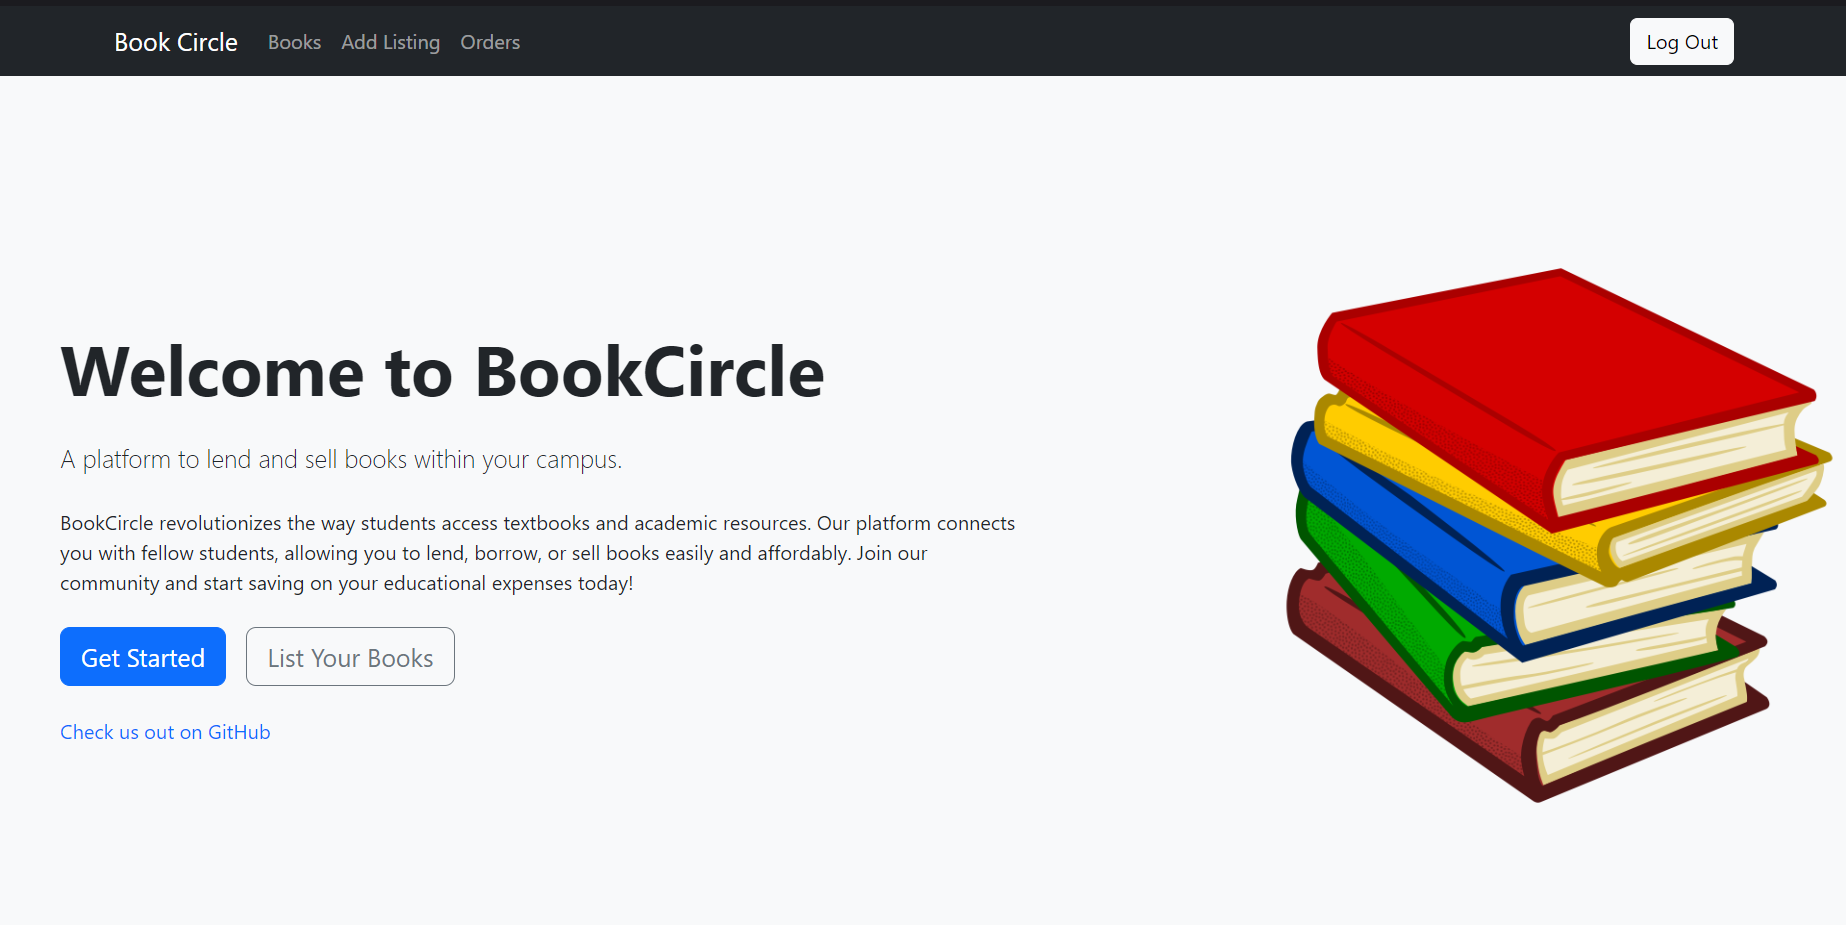 Book Circle Books Add Listing Orders Log Out
Welcome to BookCircle
A platform to lend and sell books within your campus.
BookCircle revolutionizes the way students access textbooks and academic resources. Our platform connects
you with fellow students, allowing you to lend, borrow, or sell books easily and affordably. Join our
community and start saving on your educational expenses today!
Get Started List Your Books
Check us out on GitHub